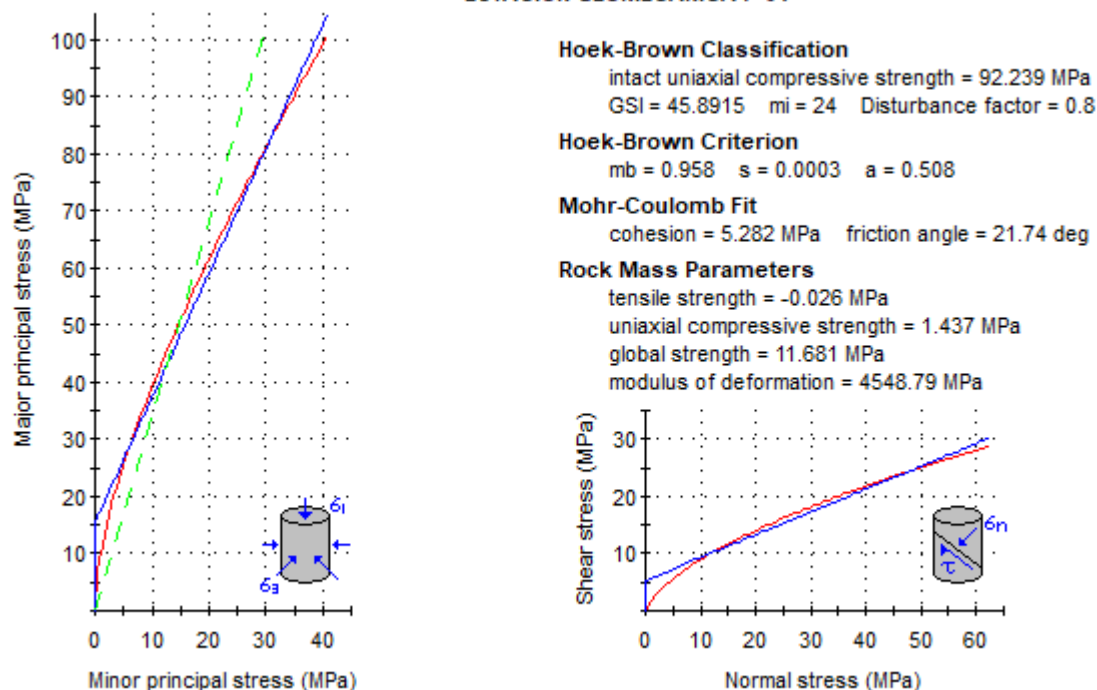 Hoek-Brown Classification
intact uniaxial compressive strength = 92.239 MPa
GSI = 45.8915 mi = 24 Disturbance factor = 0.8
Hoek-Brown Criterion
mb = 0.958 s = 0.0003 a = 0.508
Mohr-Coulomb Fit
cohesion = 5.282 MPa friction angle = 21.74 deg
Rock Mass Parameters
tensile strength = -0.026 MPa
uniaxial compressive strength = 1.437 MPa
global strength = 11.681 MPa
modulus of deformation = 4548.79 MPa
Major principal stress (MPa)
100
90
80
70
60
50
40
30
20
10
0 10 20 30 40
Minor principal stress (MPa)
σ1
σ3
Shear stress (MPa)
30
20
10
0 10 20 30 40 50 60
Normal stress (MPa)
σn
τ